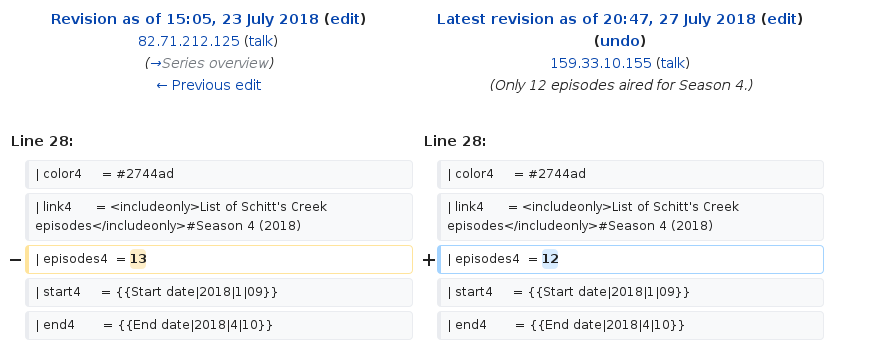 Revision as of 15:05, 23 July 2018 (edit)
82.71.212.125 (talk)
(→Series overview)
← Previous edit
Latest revision as of 20:47, 27 July 2018 (edit)
(undo)
159.33.10.155 (talk)
(Only 12 episodes aired for Season 4.)
Line 28:
Line 28:
| color4 = #2744ad
| color4 = #2744ad
| link4 = <includeonly>List of Schitt's Creek
episodes</includeonly>#Season 4 (2018)
| link4 = <includeonly>List of Schitt's Creek
episodes</includeonly>#Season 4 (2018)
− | episodes4 = 13
+ | episodes4 = 12
| start4 = {{Start date|2018|1|09}}
| start4 = {{Start date|2018|1|09}}
| end4 = {{End date|2018|4|10}}
| end4 = {{End date|2018|4|10}}